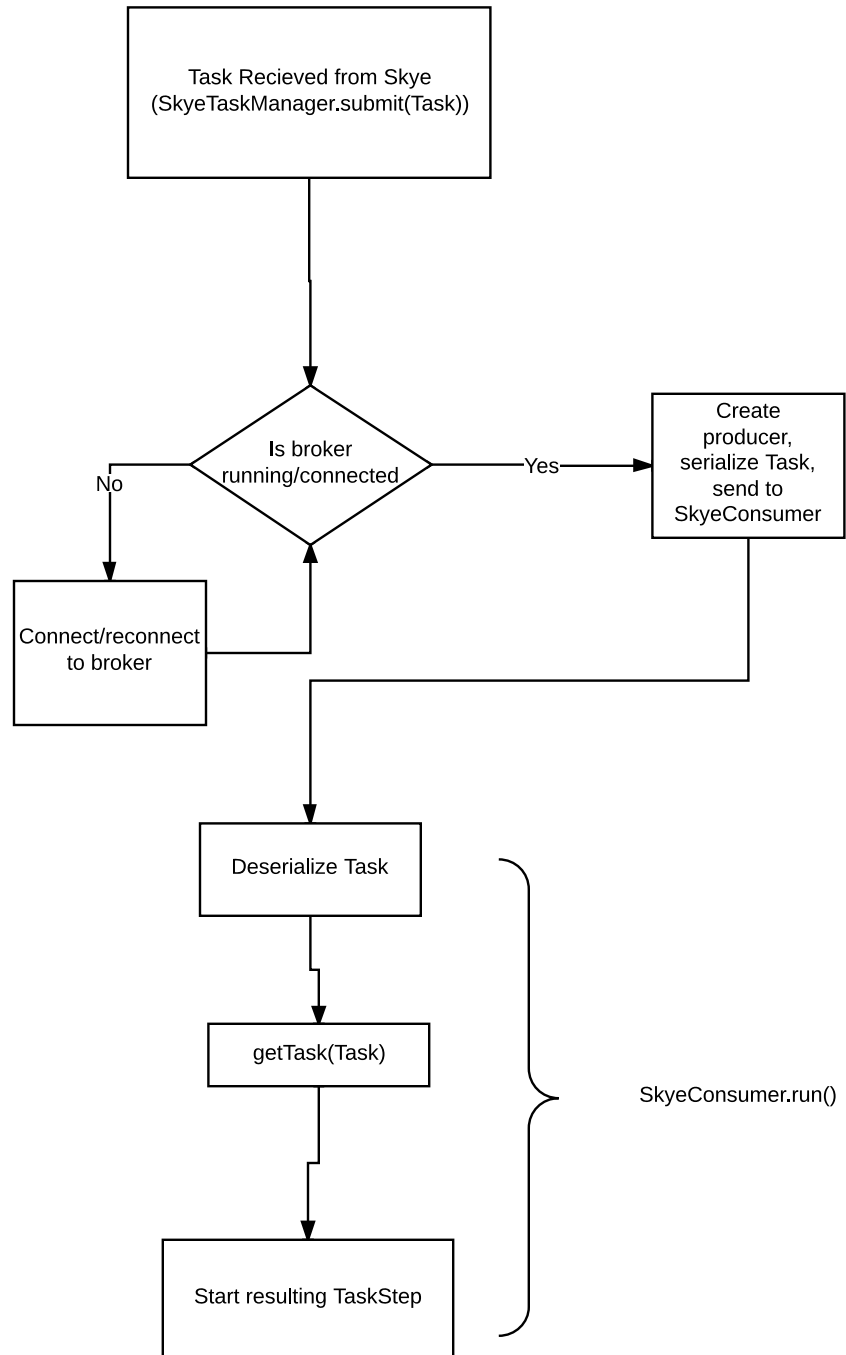 Task Recieved from Skye
(SkyeTaskManager.submit(Task))
Is broker
running/connected
Yes
Create
producer,
serialize Task,
send to
SkyeConsumer
No
Connect/reconnect
to broker
Deserialize Task
getTask(Task)
SkyeConsumer.run()
Start resulting TaskStep